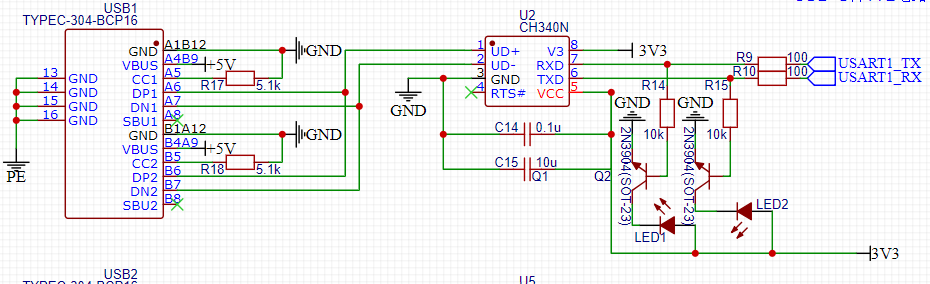 USB1
TYPEC-304-BCP16
GND
A1B12
GND
VBUS
A4B9
+5V
CC1
A5
R17
5.1k
DP1
A6
DN1
A7
SBU1
A8
GND
B1A12
GND
VBUS
B4A9
+5V
CC2
B5
R18
5.1k
DP2
B6
DN2
B7
SBU2
B8
13
GND
14
GND
15
GND
16
GND
PE
U2
CH340N
1
UD+
2
UD-
3
GND
4
RTS#
V3
8
RXD
7
TXD
6
VCC
5
GND
3V3
C14
0.1u
C15
10u
Q1
Q2
R9
100
USART1_TX
R10
100
USART1_RX
R14
R15
GND
GND
10k
10k
2N3904(SOT-23)
2N3904(SOT-23)
LED1
LED2
3V3
USB2
U5